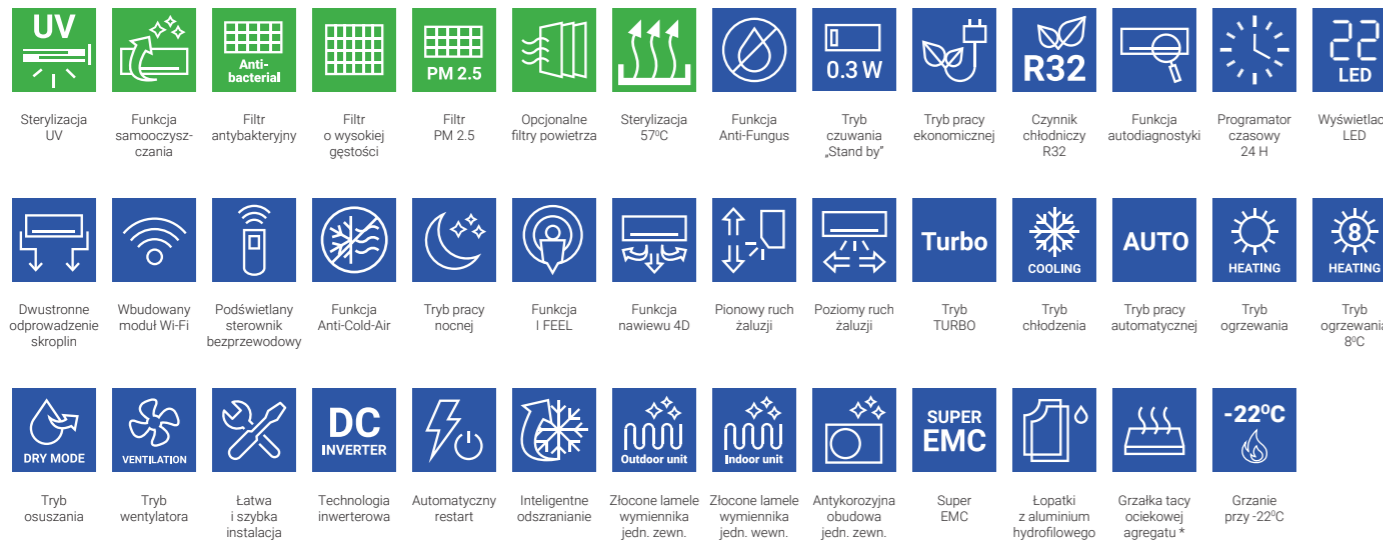 UV
Anti-
bacterial
PM 2.5
0.3 W
R32
22
LED
Sterylizacja
UV
Funkcja
samooczysz-
czania
Filtr
antybakteryjny
Filtr
o wysokiej
gęstości
Filtr
PM 2.5
Opcjonalne
filtry powietrza
Sterylizacja
57ºC
Funkcja
Anti-Fungus
Tryb
czuwania
„Stand by”
Tryb pracy
ekonomicznej
Czynnik
chłodniczy
R32
Funkcja
autodiagnostyki
Programator
czasowy
24 H
Wyświetlac
LED
Turbo
COOLING
AUTO
HEATING
8
HEATING
Dwustronne
odprowadzenie
skroplin
Wbudowany
moduł Wi-Fi
Podświetlany
sterownik
bezprzewodowy
Funkcja
Anti-Cold-Air
Tryb pracy
nocnej
Funkcja
I FEEL
Funkcja
nawiewu 4D
Pionowy ruch
żaluzji
Poziomy ruch
żaluzji
Tryb
TURBO
Tryb
chłodzenia
Tryb pracy
automatycznej
Tryb
ogrzewania
Tryb
ogrzewania
8ºC
DRY MODE
VENTILATION
DC
INVERTER
Outdoor unit
Indoor unit
SUPER
EMC
-22ºC
Tryb
osuszania
Tryb
wentylatora
Łatwa
i szybka
instalacja
Technologia
inwerterowa
Automatyczny
restart
Inteligentne
odszranianie
Złocone lamele
wymiennika
jedn. zewn.
Złocone lamele
wymiennika
jedn. wewn.
Antykorozyjna
obudowa
jedn. zewn.
Super
EMC
Łopatki
z aluminium
hydrofilowego
Grzałka tacy
ociekowej
agregatu *
Grzanie
przy -22ºC